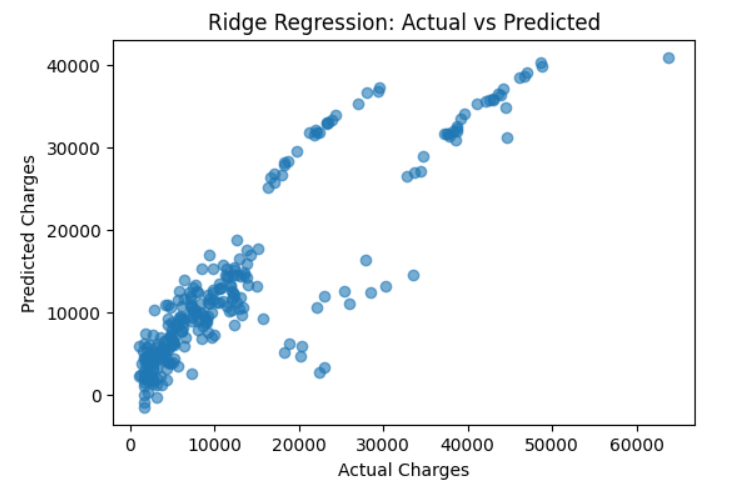 Ridge Regression: Actual vs Predicted
40000
30000
20000
10000
0
Predicted Charges
0 10000 20000 30000 40000 50000 60000
Actual Charges